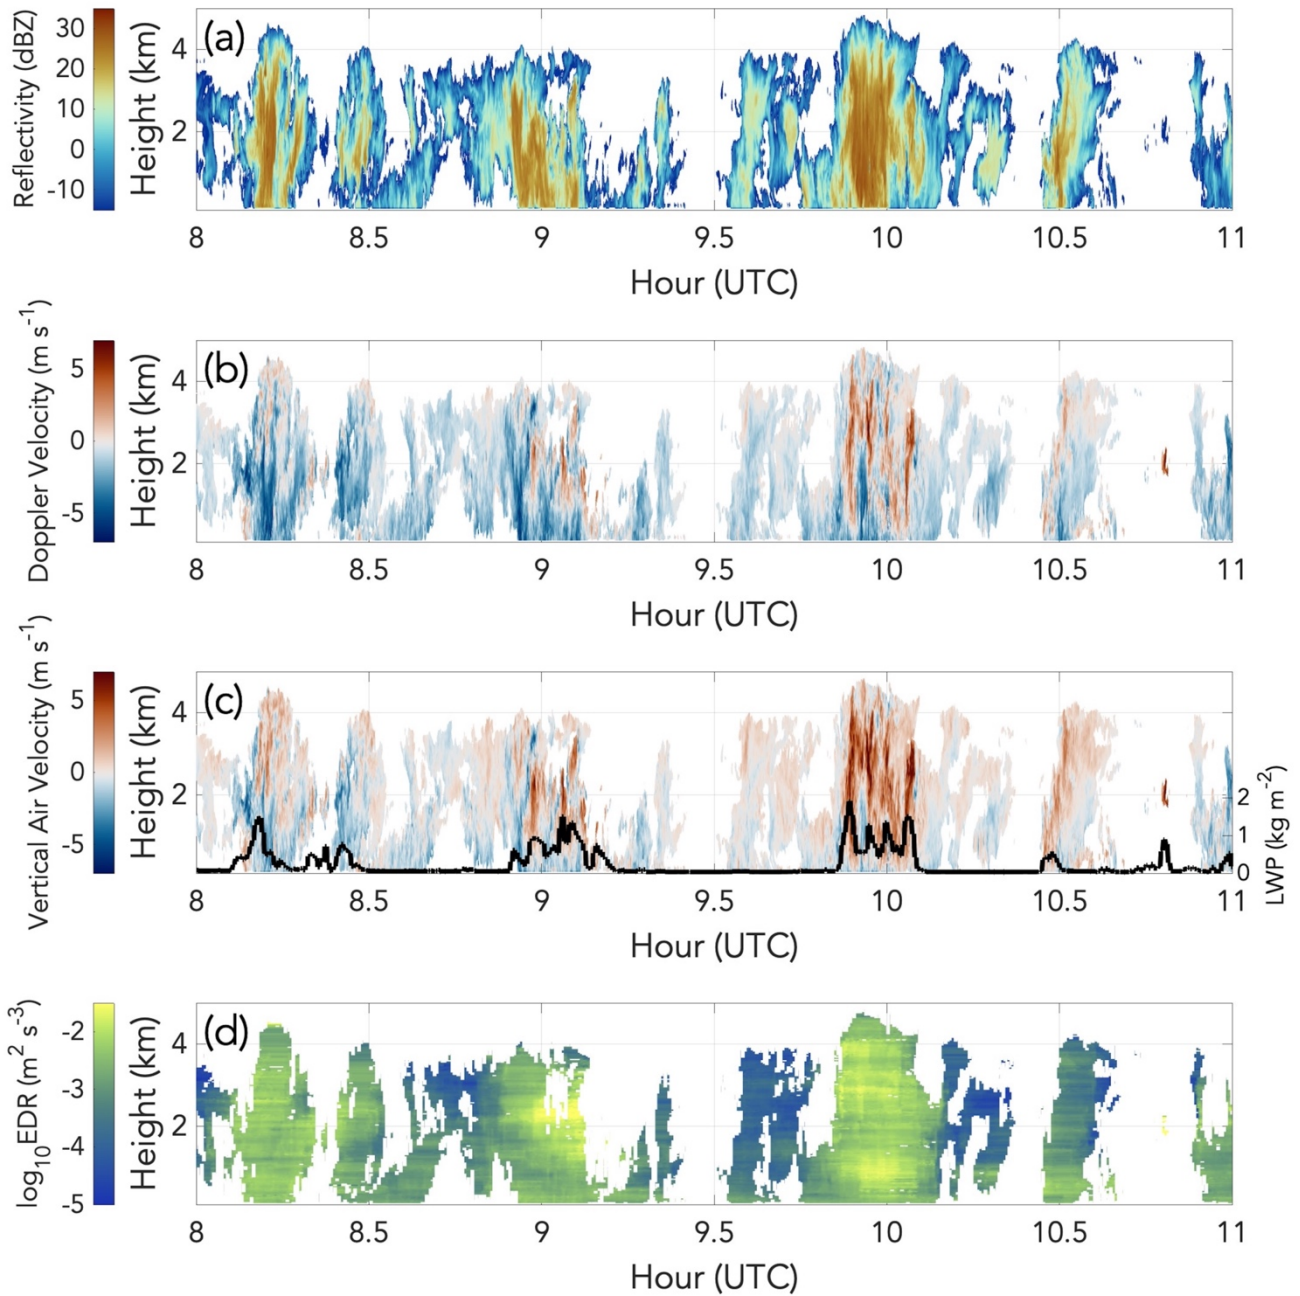 (a)
Reflectivity (dBZ)
30
20
10
0
-10
Height (km)
4
2
8 8.5 9 9.5 10 10.5 11
Hour (UTC)
(b)
Doppler Velocity (m s-1)
5
0
-5
Height (km)
4
2
8 8.5 9 9.5 10 10.5 11
Hour (UTC)
(c)
Vertical Air Velocity (m s-1)
5
0
-5
Height (km)
4
2
2
1
0
LWP (kg m-2)
8 8.5 9 9.5 10 10.5 11
Hour (UTC)
(d)
log10EDR (m2 s-3)
-2
-3
-4
-5
Height (km)
4
2
8 8.5 9 9.5 10 10.5 11
Hour (UTC)